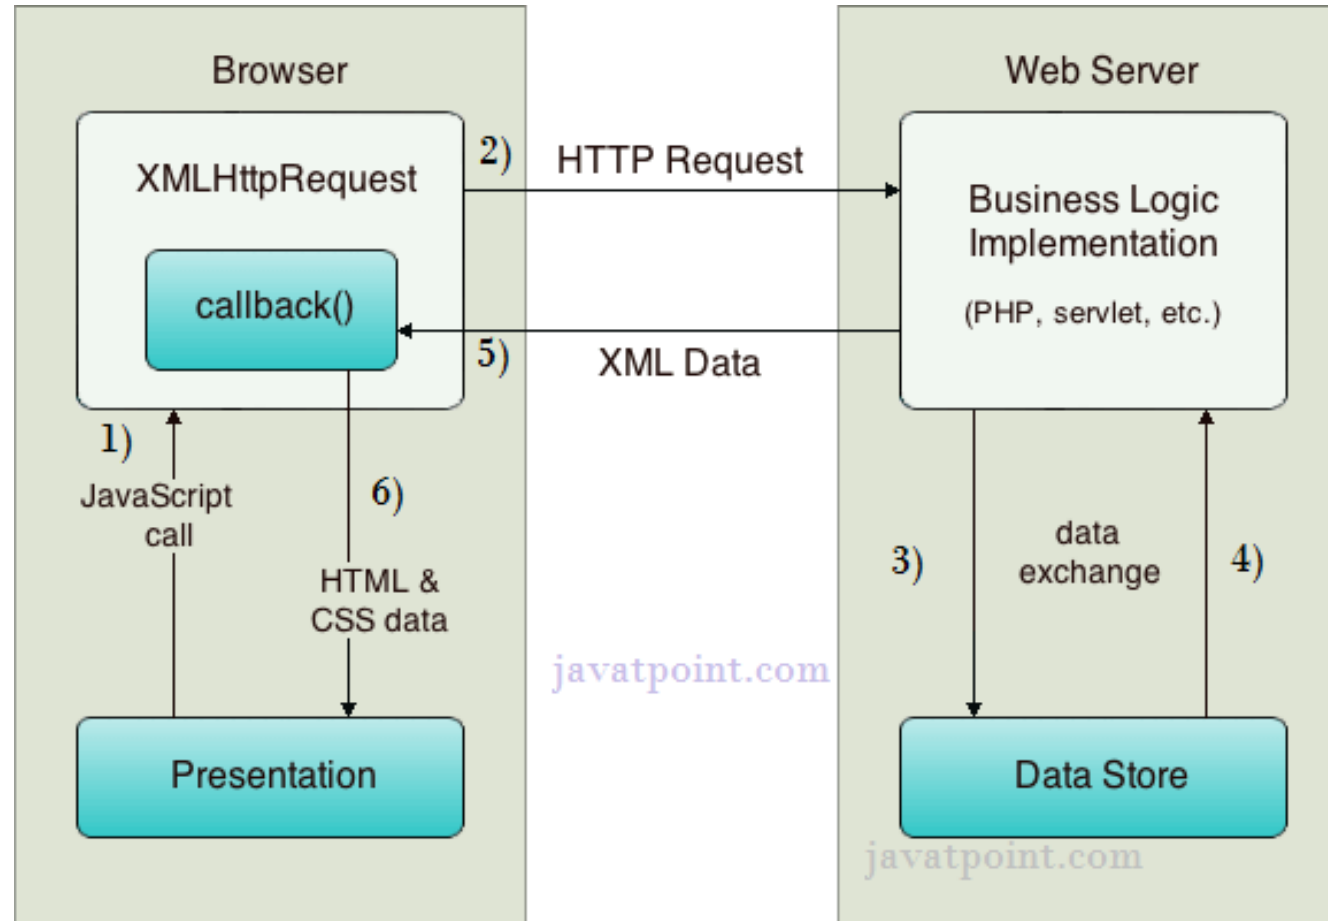 Browser
XMLHttpRequest
callback()
1)
JavaScript
call
6)
HTML &
CSS data
Presentation
2)
HTTP Request
5)
XML Data
javatpoint.com
Web Server
Business Logic
Implementation
(PHP, servlet, etc.)
3)
data
exchange
4)
Data Store
javatpoint.com